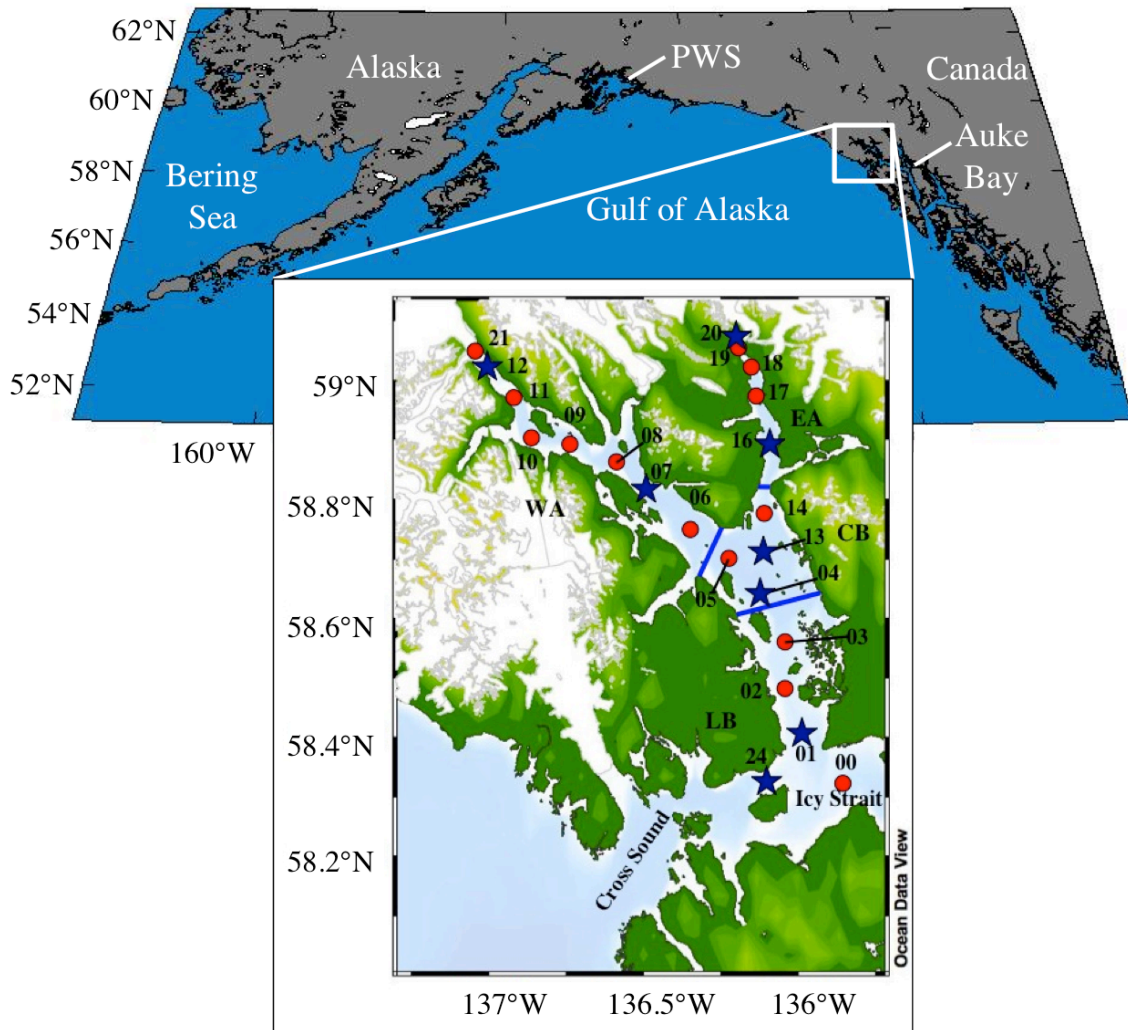 62°N
60°N
58°N
56°N
54°N
52°N
160°W
Alaska
PWS
Canada
Auke
Bay
Bering
Sea
Gulf of Alaska
59°N
58.8°N
58.6°N
58.4°N
58.2°N
137°W
136.5°W
136°W
21
12
11
09
10
08
07
06
WA
20
19
18
17
EA
16
14
CB
13
04
05
03
02
LB
01
24
00
Icy Strait
Cross Sound
Ocean Data View